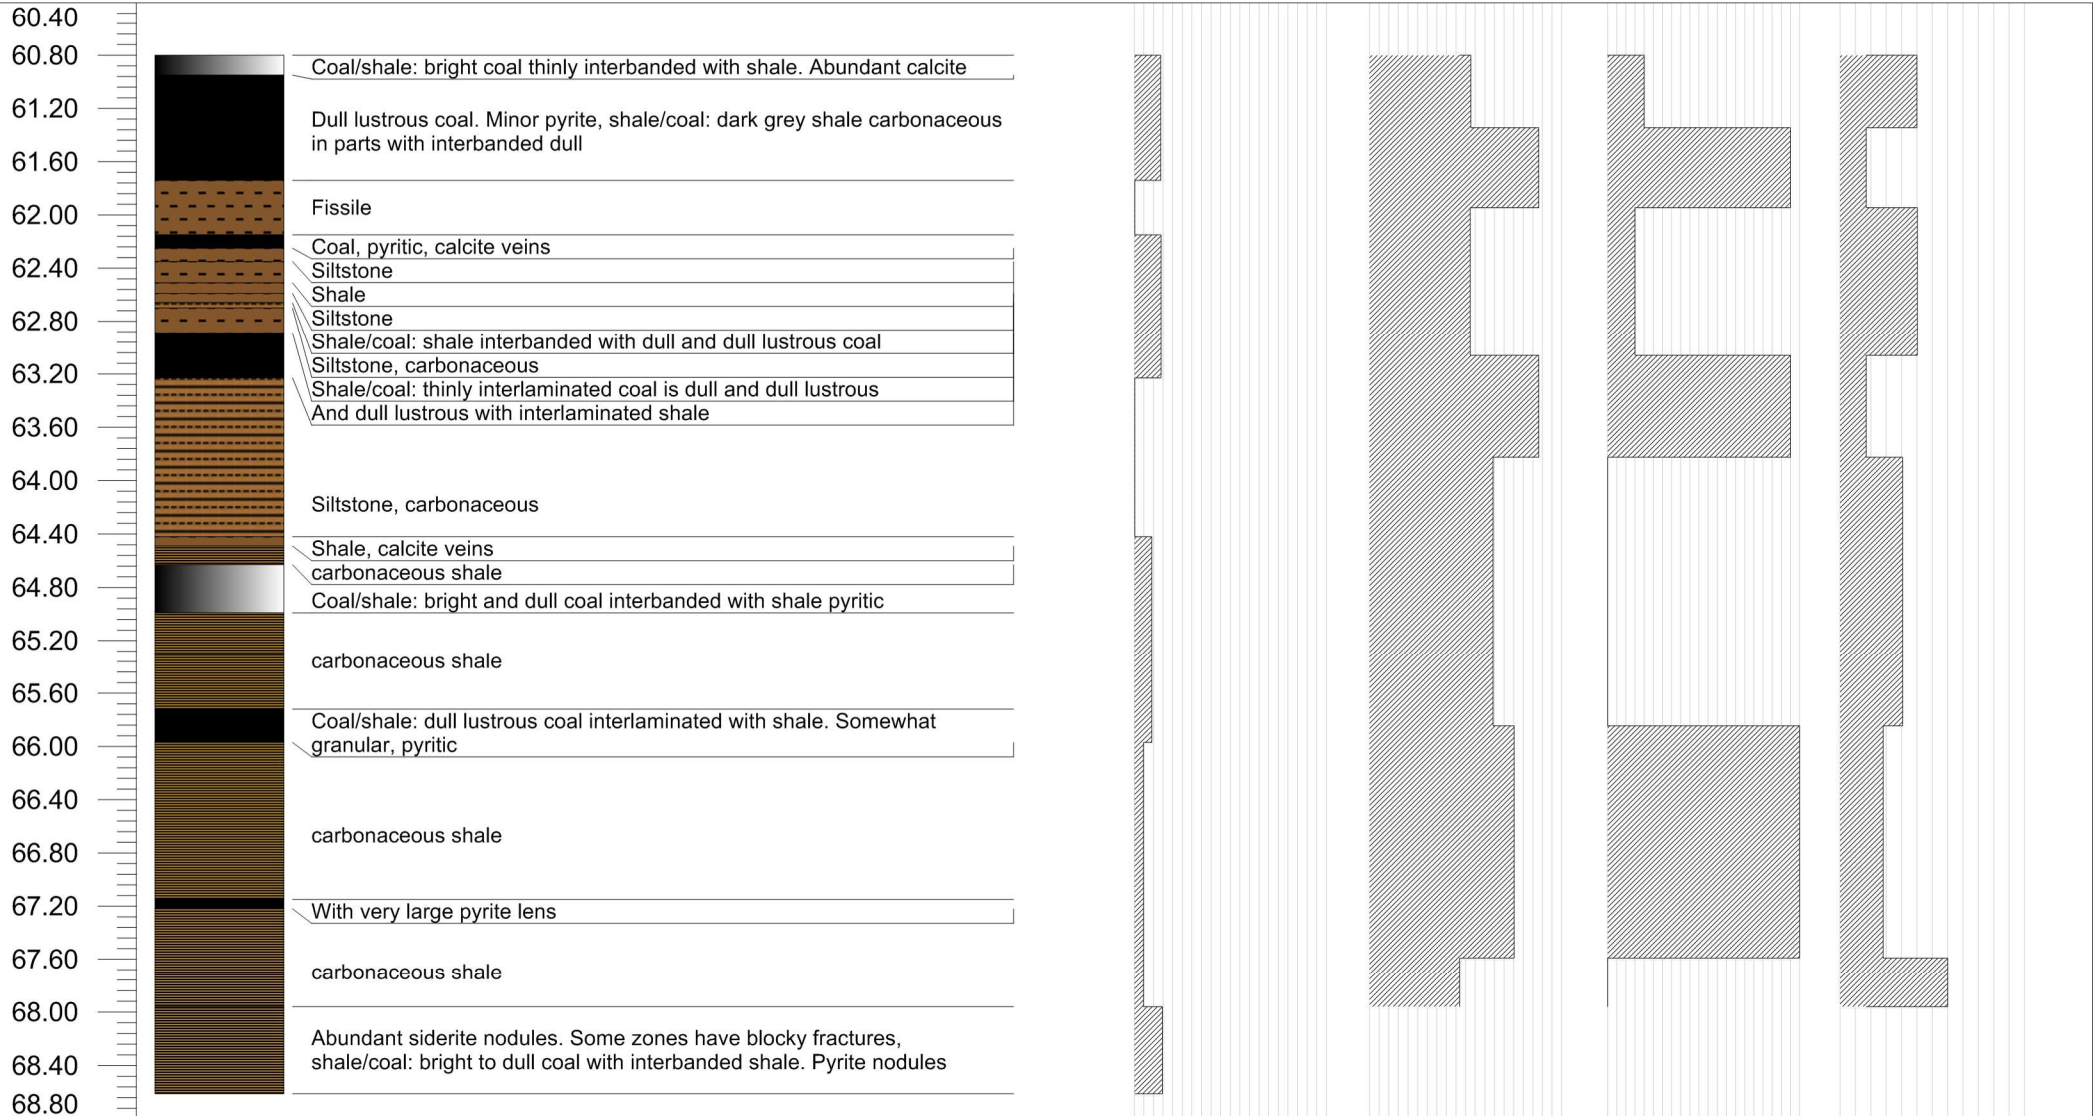 60.40
60.80
Coal/shale: bright coal thinly interbanded with shale. Abundant calcite
61.20
Dull lustrous coal. Minor pyrite, shale/coal: dark grey shale carbonaceous
in parts with interbanded dull
61.60
62.00
Fissile
Coal, pyritic, calcite veins
62.40
Siltstone
Shale
62.80
Siltstone
Shale/coal: shale interbanded with dull and dull lustrous coal
63.20
Siltstone, carbonaceous
Shale/coal: thinly interlaminated coal is dull and dull lustrous
And dull lustrous with interlaminated shale
63.60
64.00
Siltstone, carbonaceous
64.40
Shale, calcite veins
carbonaceous shale
64.80
Coal/shale: bright and dull coal interbanded with shale pyritic
65.20
carbonaceous shale
65.60
Coal/shale: dull lustrous coal interlaminated with shale. Somewhat
granular, pyritic
66.00
66.40
carbonaceous shale
66.80
67.20
With very large pyrite lens
67.60
carbonaceous shale
68.00
Abundant siderite nodules. Some zones have blocky fractures,
shale/coal: bright to dull coal with interbanded shale. Pyrite nodules
68.40
68.80